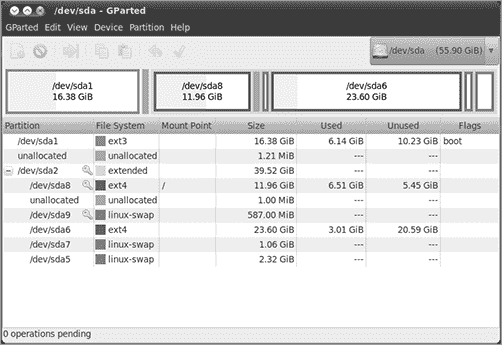 /dev/sda - GParted
GParted Edit View Device Partition Help
/dev/sda (55.90 GiB)
/dev/sda1
16.38 GiB
/dev/sda8
11.96 GiB
/dev/sda6
23.60 GiB
Partition File System Mount Point Size Used Unused Flags
/dev/sda1 ext3 16.38 GiB 6.14 GiB 10.23 GiB boot
unallocated unallocated 1.21 MiB --- ---
/dev/sda2 extended 39.52 GiB --- ---
/dev/sda8 ext4 / 11.96 GiB 6.51 GiB 5.45 GiB
unallocated unallocated 1.00 MiB --- ---
/dev/sda9 linux-swap 587.00 MiB --- ---
/dev/sda6 ext4 23.60 GiB 3.01 GiB 20.59 GiB
/dev/sda7 linux-swap 1.06 GiB --- ---
/dev/sda5 linux-swap 2.32 GiB --- ---
0 operations pending